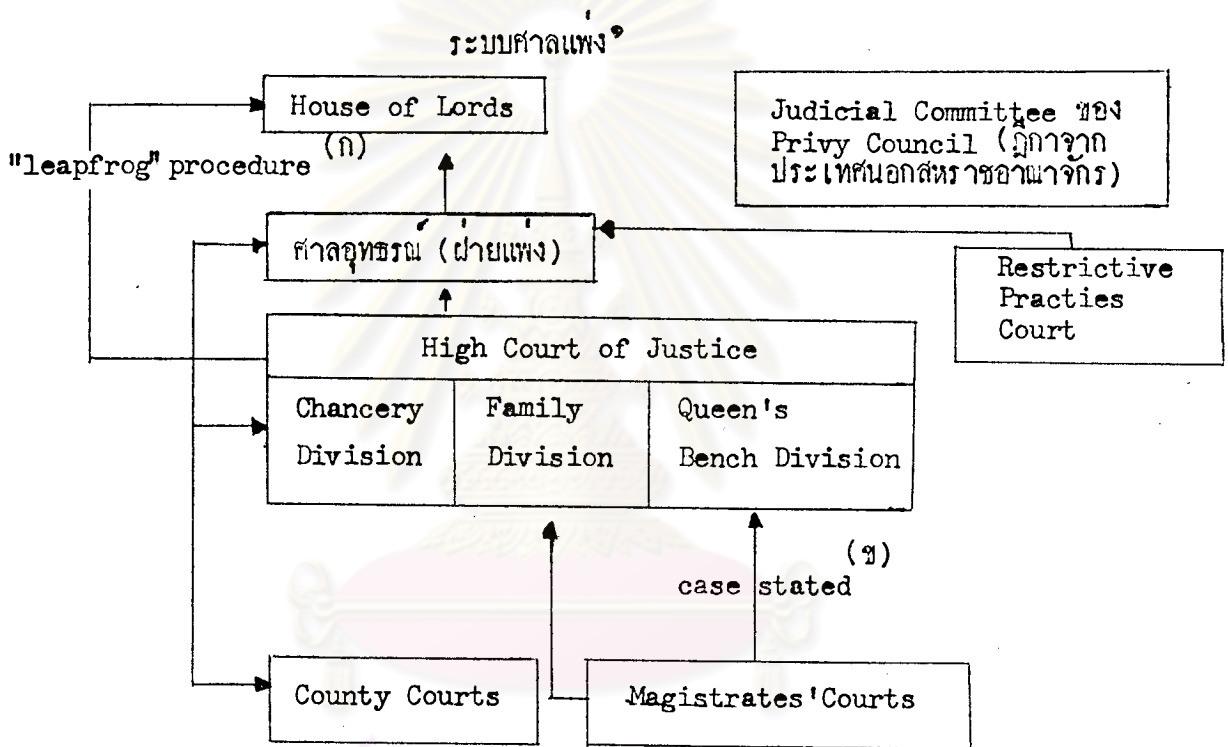 ระบบศาลแพ่ง๑
House of Lords
(ก)
"leapfrog" procedure
Judicial Committee ของ
Privy Council (ฎีกาจาก
ประเทศนอกสหราชอาณาจักร)
ศาลอุทธรณ์ (ฝ่ายแพ่ง)
Restrictive
Practies
Court
High Court of Justice
Chancery
Division
Family
Division
Queen's
Bench Division
(ข)
case stated
County Courts
Magistrates' Courts